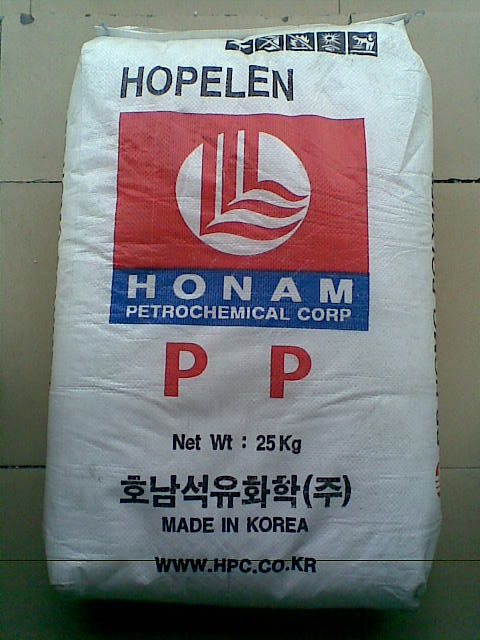 HOPELEN
HONAM
PETROCHEMICAL CORP
PP
Net Wt : 25Kg
호남석유화학(주)
MADE IN KOREA
WWW.HPC.CO.KR